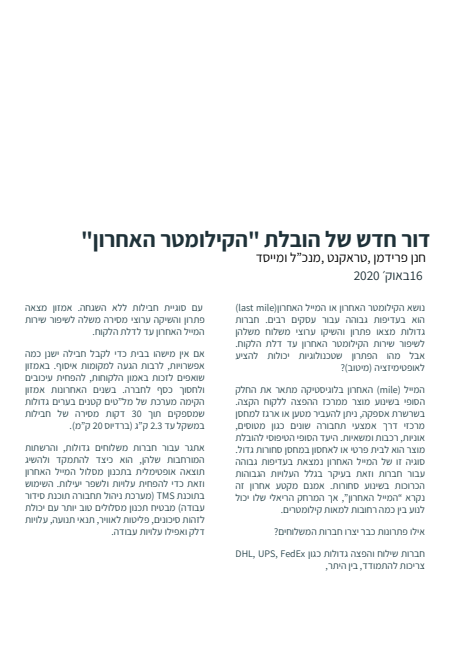 דור חדש של הובלת "הקילומטר האחרון"
חנן פרידמן ,טראקנט ,מנכ”ל ומייסד
16באוק׳ 2020
נושא הקילומטר האחרון או המייל האחרון(last mile)
הוא בעדיפות גבוהה עבור עסקים רבים. חברות
גדולות מצאו פתרון והשיקו ערוצי משלוח משלהן
לשיפור שירות הקילומטר האחרון עד דלת הלקוח.
אבל מהו הפתרון שטכנולוגיות יכולות להציע
לאופטימיזציה (מיטוב)?
המייל (mile) האחרון בלוגיסטיקה מתאר את החלק
הסופי בשינוע מוצר ממרכז ההפצה ללקוח הקצה.
בשרשרת אספקה, ניתן להעביר מטען או ארגז למחסן
מרכזי דרך אמצעי תחבורה שונים כגון מטוסים,
אוניות, רכבות ומשאיות. היעד הסופי הטיפוסי להובלת
מוצר הוא לבית פרטי או לאחסון במחסן סחורות גדול.
סוגיה זו של המייל האחרון נמצאת בעדיפות גבוהה
עבור חברות וזאת בעיקר בגלל העלויות הגבוהות
הכרוכות בשינוע סחורות. אמנם מקטע אחרון זה
נקרא “המייל האחרון”, אך המרחק הריאלי שלו יכול
לנוע בין כמה רחובות למאות קילומטרים.
אילו פתרונות כבר יצרו חברות המשלוחים?
חברות שילוח והפצה גדולות כגון DHL, UPS, FedEx
צריכות להתמודד, בין היתר,
עם סוגיית חבילות ללא השגחה. אמזון מצאה
פתרון והשיקה ערוצי מסירה משלה לשיפור שירות
המייל האחרון עד לדלת הלקוח.
אם אין מישהו בבית כדי לקבל חבילה ישנן כמה
אפשרויות, לרבות הגעה למקומות איסוף. באמזון
שואפים לזכות באמון הלקוחות, להפחית עיכובים
ולחסוך כסף לחברה. בשנים האחרונות אמזון
הקימה מערכת של מל"טים קטנים בערים גדולות
שמספקים תוך 30 דקות מסירה של חבילות
במשקל עד 2.3 ק"ג (ברדיוס 20 ק"מ).
אתגר עבור חברות משלוחים גדולות, והרשתות
המורחבות שלהן, הוא כיצד להתמקד ולהשיג
תוצאה אופטימלית בתכנון מסלול המייל האחרון
וזאת כדי להפחית עלויות ולשפר יעילות. השימוש
בתוכנת TMS (מערכת ניהול תחבורה תוכנת סידור
עבודה) מבטיח תכנון מסלולים טוב יותר עם יכולת
לזהות סיכונים, פליטות לאוויר, תנאי תנועה, עלויות
דלק ואפילו עלויות עבודה.